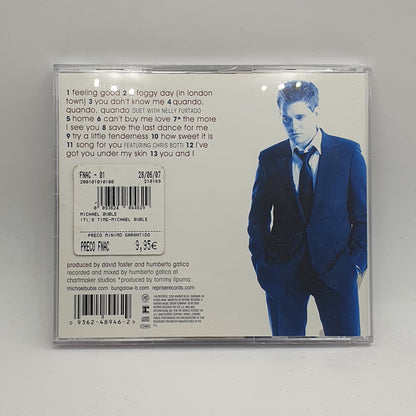 1 feeling good 2 a foggy day (in london
town) 3 you don't know me 4 quando,
quando, quando DUET WITH NELLY FURTADO
5 home 6 can't buy me love 7* the more
I see you 8 save the last dance for me
9 try a little tenderness 10 how sweet it is
11 song for you FEATURING CHRIS BOTTI 12 I've
got you under my skin 13 you and I
FNAC - 01 28/06/07
MICHAEL BUBLE
IT\'S TIME-MICHAEL BUBLE
PRECO MINIMO GARANTIDO
PRECO FNAC 9,95€
produced by david foster and humberto gatica
recorded and mixed by humberto gatica at
chartmaker studios *produced by tommy lipuma
michaelbuble.com bungalow-b.com repriserecords.com
0 9362-48946-2